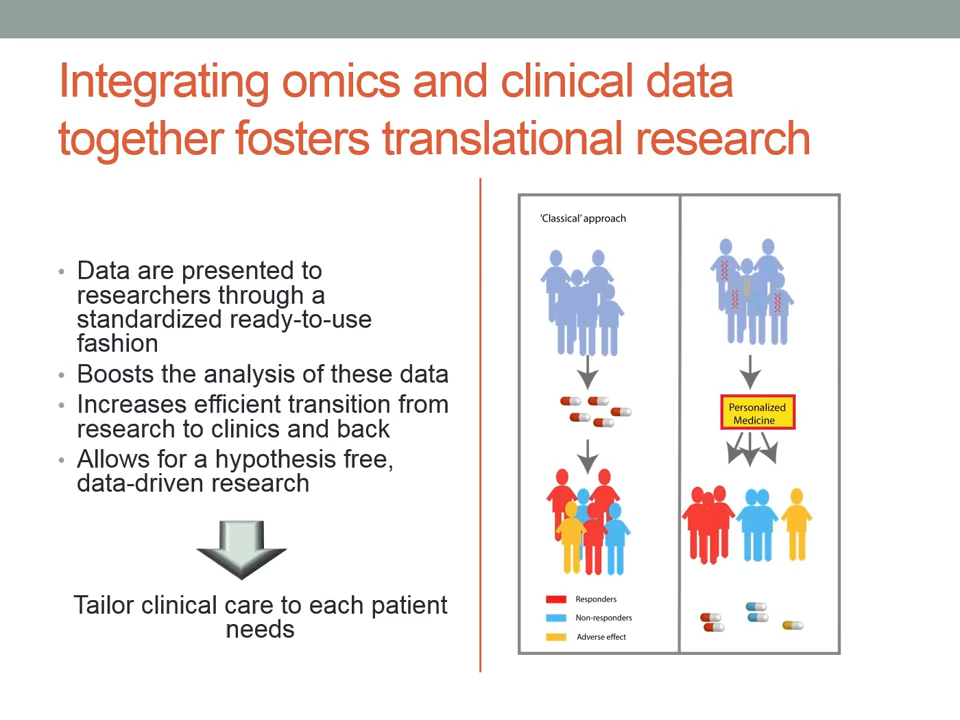 Integrating omics and clinical data
together fosters translational research
• Data are presented to
researchers through a
standardized ready-to-use
fashion
• Boosts the analysis of these data
• Increases efficient transition from
research to clinics and back
• Allows for a hypothesis free,
data-driven research
Tailor clinical care to each patient
needs
'Classical' approach
Personalized
Medicine
Responders
Non-responders
Adverse effect